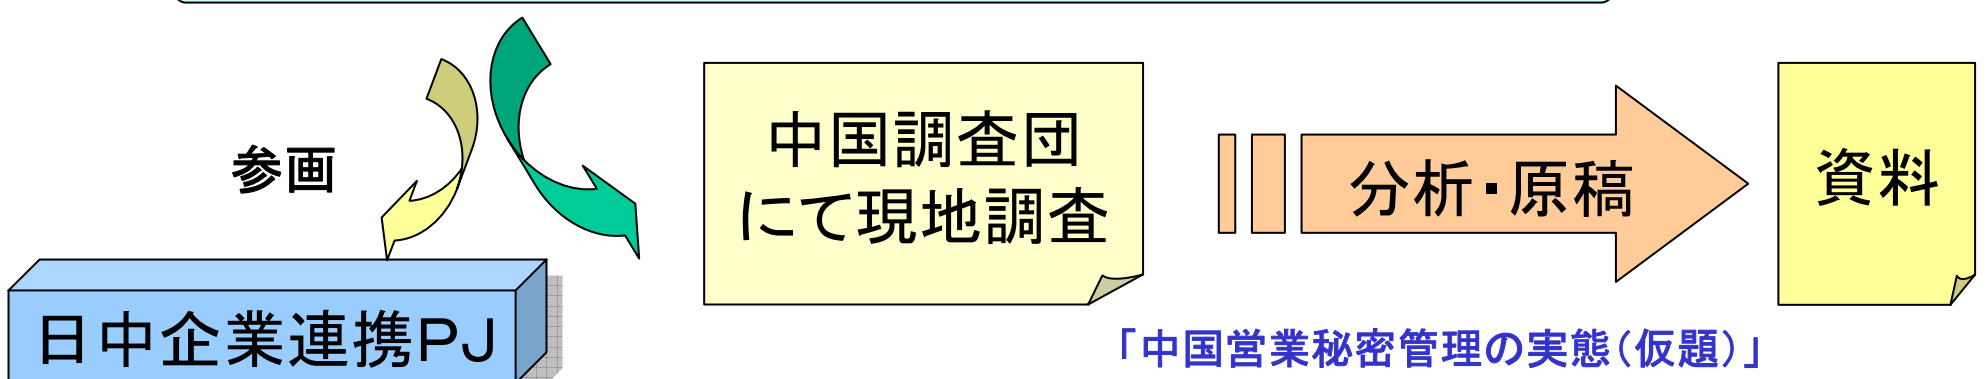 参画
中国調査団
にて現地調査
分析・原稿
資料
日中企業連携PJ
「中国営業秘密管理の実態（仮題）」